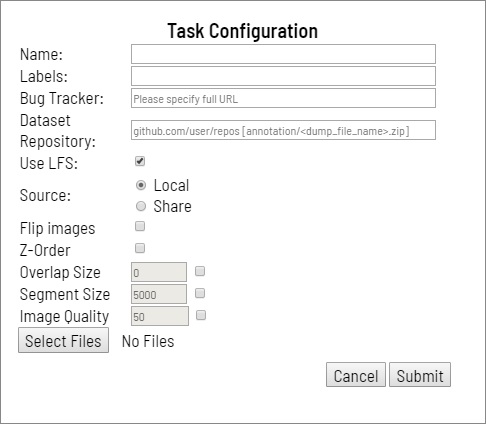 Task Configuration
Name:
Labels:
Bug Tracker: Please specify full URL
Dataset
Repository: github.com/user/repos [annotation/<dump_file_name>.zip]
Use LFS:
Source: Local
Share
Flip images
Z-Order
Overlap Size 0
Segment Size 5000
Image Quality 50
Select Files No Files
Cancel Submit